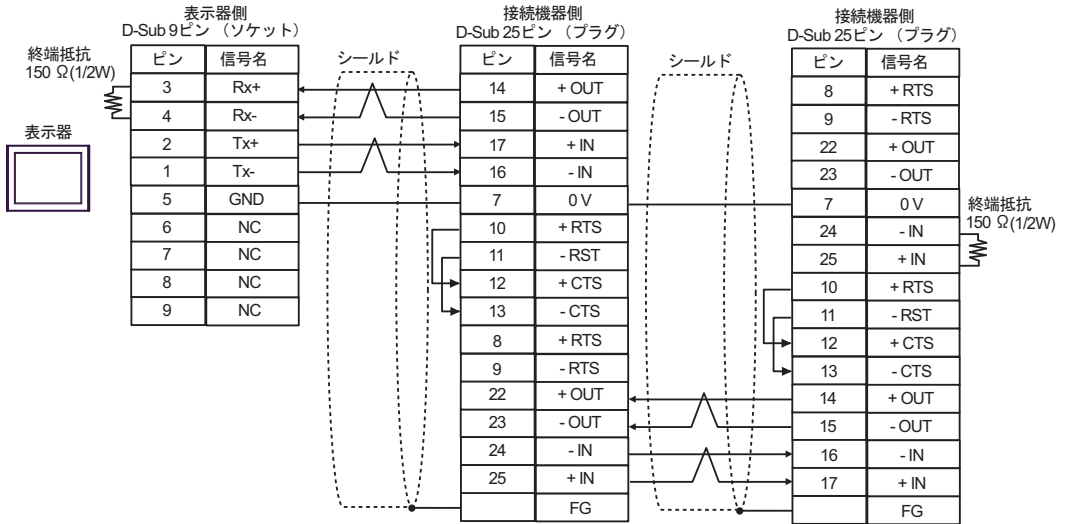 表示器側
D-Sub 9ピン （ソケット）
接続機器側
D-Sub 25ピン （プラグ）
接続機器側
D-Sub 25ピン （プラグ）
終端抵抗
150 Ω(1/2W)
表示器
シールド
シールド
ピン 信号名
3 Rx+
4 Rx-
2 Tx+
1 Tx-
5 GND
6 NC
7 NC
8 NC
9 NC
ピン 信号名
14 + OUT
15 - OUT
17 + IN
16 - IN
7 0 V
10 + RTS
11 - RST
12 + CTS
13 - CTS
8 + RTS
9 - RTS
22 + OUT
23 - OUT
24 - IN
25 + IN
FG
ピン 信号名
8 + RTS
9 - RTS
22 + OUT
23 - OUT
7 0 V
24 - IN
25 + IN
10 + RTS
11 - RST
12 + CTS
13 - CTS
14 + OUT
15 - OUT
16 - IN
17 + IN
FG
終端抵抗
150 Ω(1/2W)